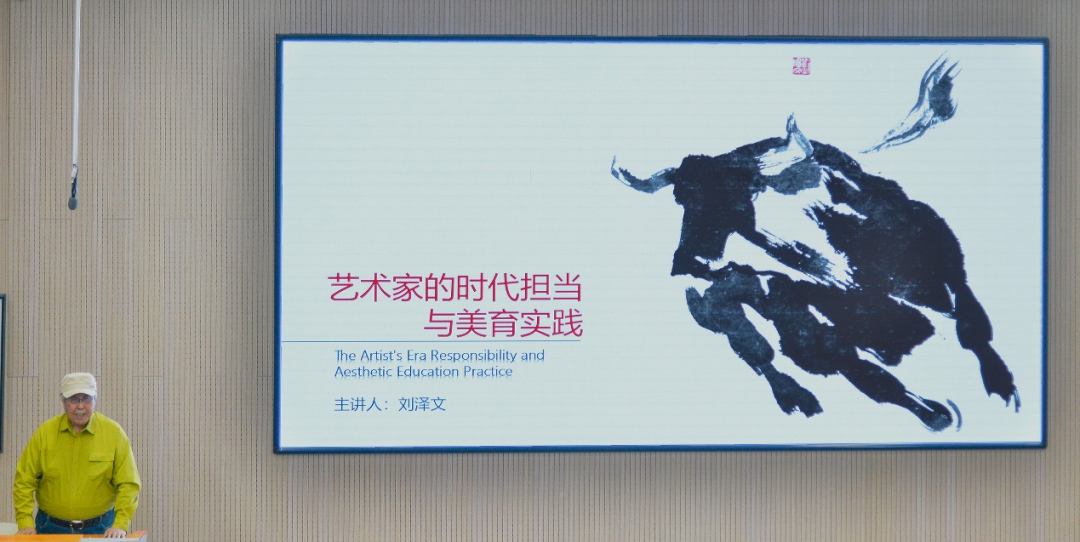 艺术家的时代担当
与美育实践
The Artist's Era Responsibility and
Aesthetic Education Practice
主讲人：刘泽文